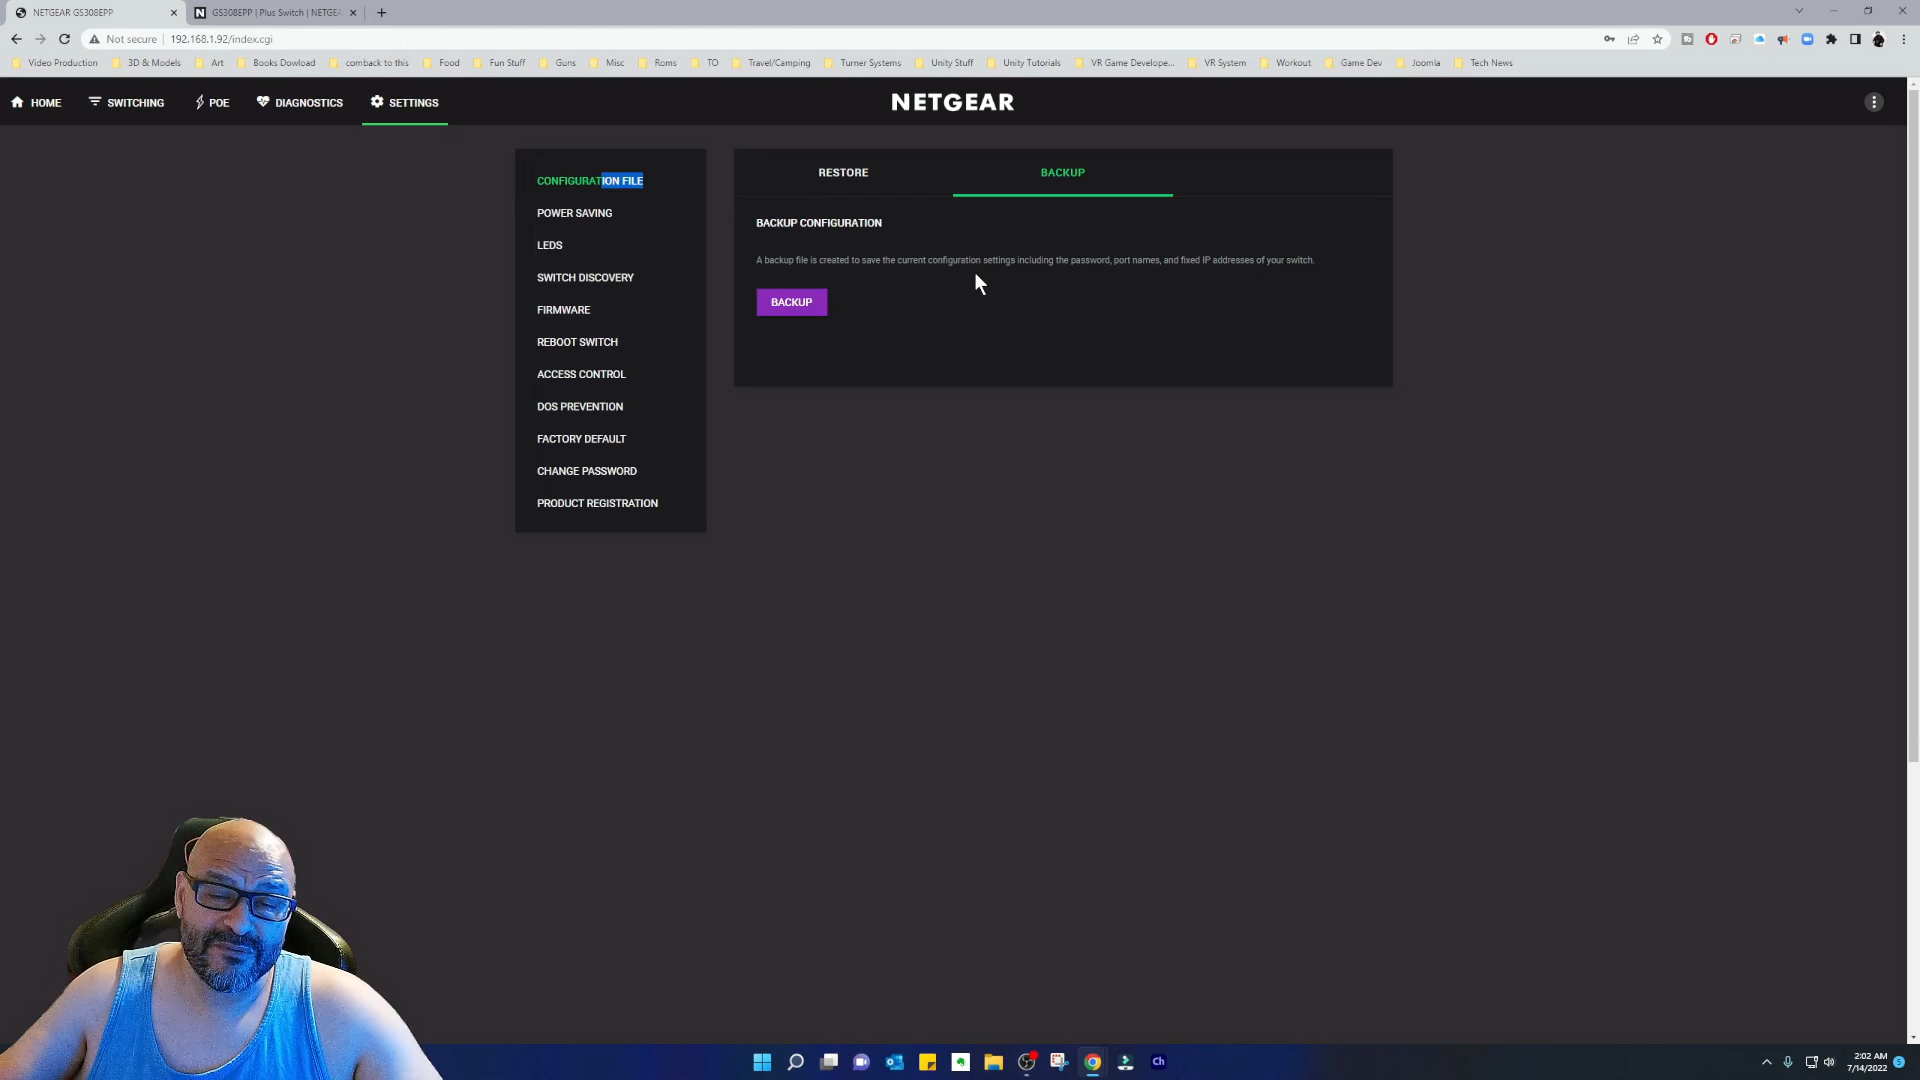 NETGEAR GS308EPP
GS308EPP | Plus Switch | NETGEA
Not secure 192.168.1.92/index.cgi
Video Production 3D & Models Art Books Dowload comback to this Food Fun Stuff Guns Misc Roms TO Travel/Camping Turner Systems Unity Stuff Unity Tutorials VR Game Develope... VR System Workout Game Dev Joomla Tech News
HOME SWITCHING POE DIAGNOSTICS SETTINGS NETGEAR
CONFIGURATION FILE
POWER SAVING
LEDS
SWITCH DISCOVERY
FIRMWARE
REBOOT SWITCH
ACCESS CONTROL
DOS PREVENTION
FACTORY DEFAULT
CHANGE PASSWORD
PRODUCT REGISTRATION
RESTORE BACKUP
BACKUP CONFIGURATION
A backup file is created to save the current configuration settings including the password, port names, and fixed IP addresses of your switch.
BACKUP
Ch
2:02 AM
7/14/2022
5